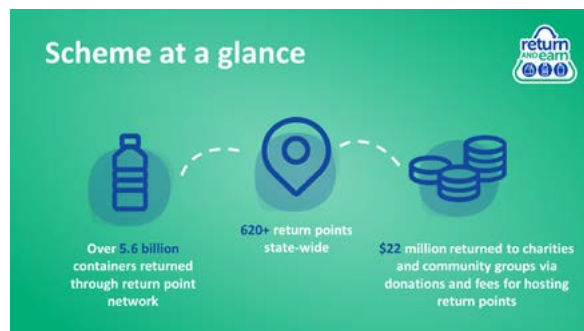 Scheme at a glance
return
AND earn
Over 5.6 billion
containers returned
through return point
network
620+ return points
state-wide
$22 million returned to charities
and community groups via
donations and fees for hosting
return points